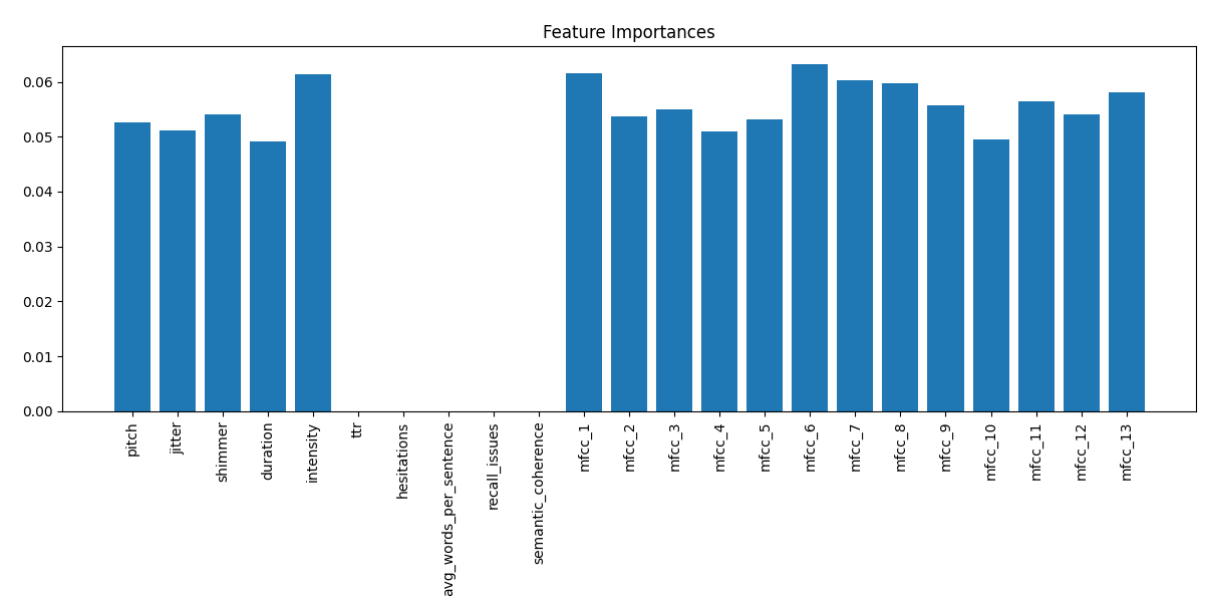 Feature Importances
0.06
0.05
0.04
0.03
0.02
0.01
0.00
pitch
jitter
shimmer
duration
intensity
ttr
hesitations
avg_words_per_sentence
recall_issues
semantic_coherence
mfcc_1
mfcc_2
mfcc_3
mfcc_4
mfcc_5
mfcc_6
mfcc_7
mfcc_8
mfcc_9
mfcc_10
mfcc_11
mfcc_12
mfcc_13